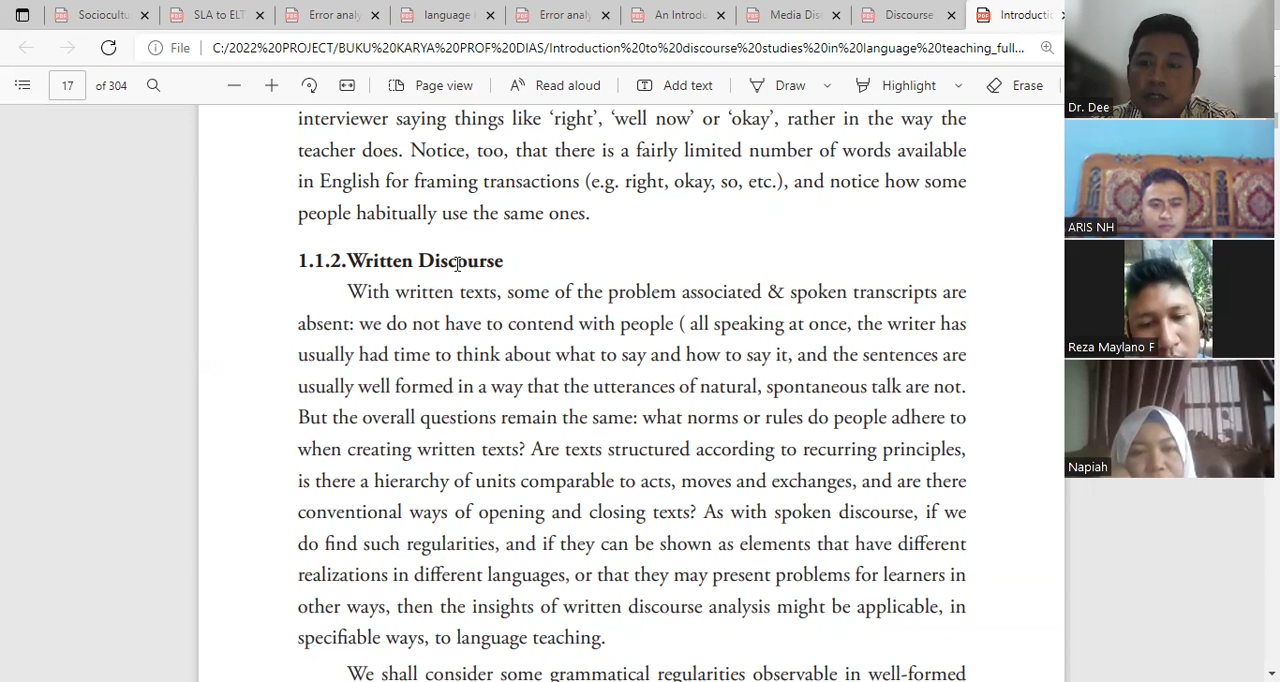 Sociocultu
SLA to ELT
Error analy
language
Error analy
An Introdu
Media Dis
Discourse
Introductio
File
C:/2022%20PROJECT/BUKU%20KARYA%20PROF%20DIAS/Introduction%20to%20discourse%20studies%20in%20language%20teaching_full...
17 of 304
Page view
Read aloud
Add text
Draw
Highlight
Erase
interviewer saying things like ‘right’, ‘well now’ or ‘okay’, rather in the way the
teacher does. Notice, too, that there is a fairly limited number of words available
in English for framing transactions (e.g. right, okay, so, etc.), and notice how some
people habitually use the same ones.
1.1.2.Written Discourse
With written texts, some of the problem associated & spoken transcripts are
absent: we do not have to contend with people ( all speaking at once, the writer has
usually had time to think about what to say and how to say it, and the sentences are
usually well formed in a way that the utterances of natural, spontaneous talk are not.
But the overall questions remain the same: what norms or rules do people adhere to
when creating written texts? Are texts structured according to recurring principles,
is there a hierarchy of units comparable to acts, moves and exchanges, and are there
conventional ways of opening and closing texts? As with spoken discourse, if we
do find such regularities, and if they can be shown as elements that have different
realizations in different languages, or that they may present problems for learners in
other ways, then the insights of written discourse analysis might be applicable, in
specifiable ways, to language teaching.
We shall consider some grammatical regularities observable in well-formed
Dr. Dee
ARIS NH
Reza Maylano F
Napiah